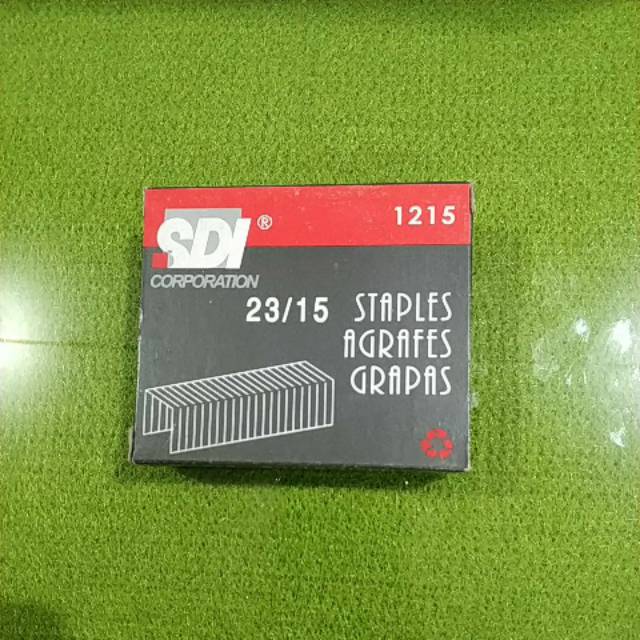 1215
SDI®
CORPORATION
23/15 STAPLES
AGRAFES
GRAPAS